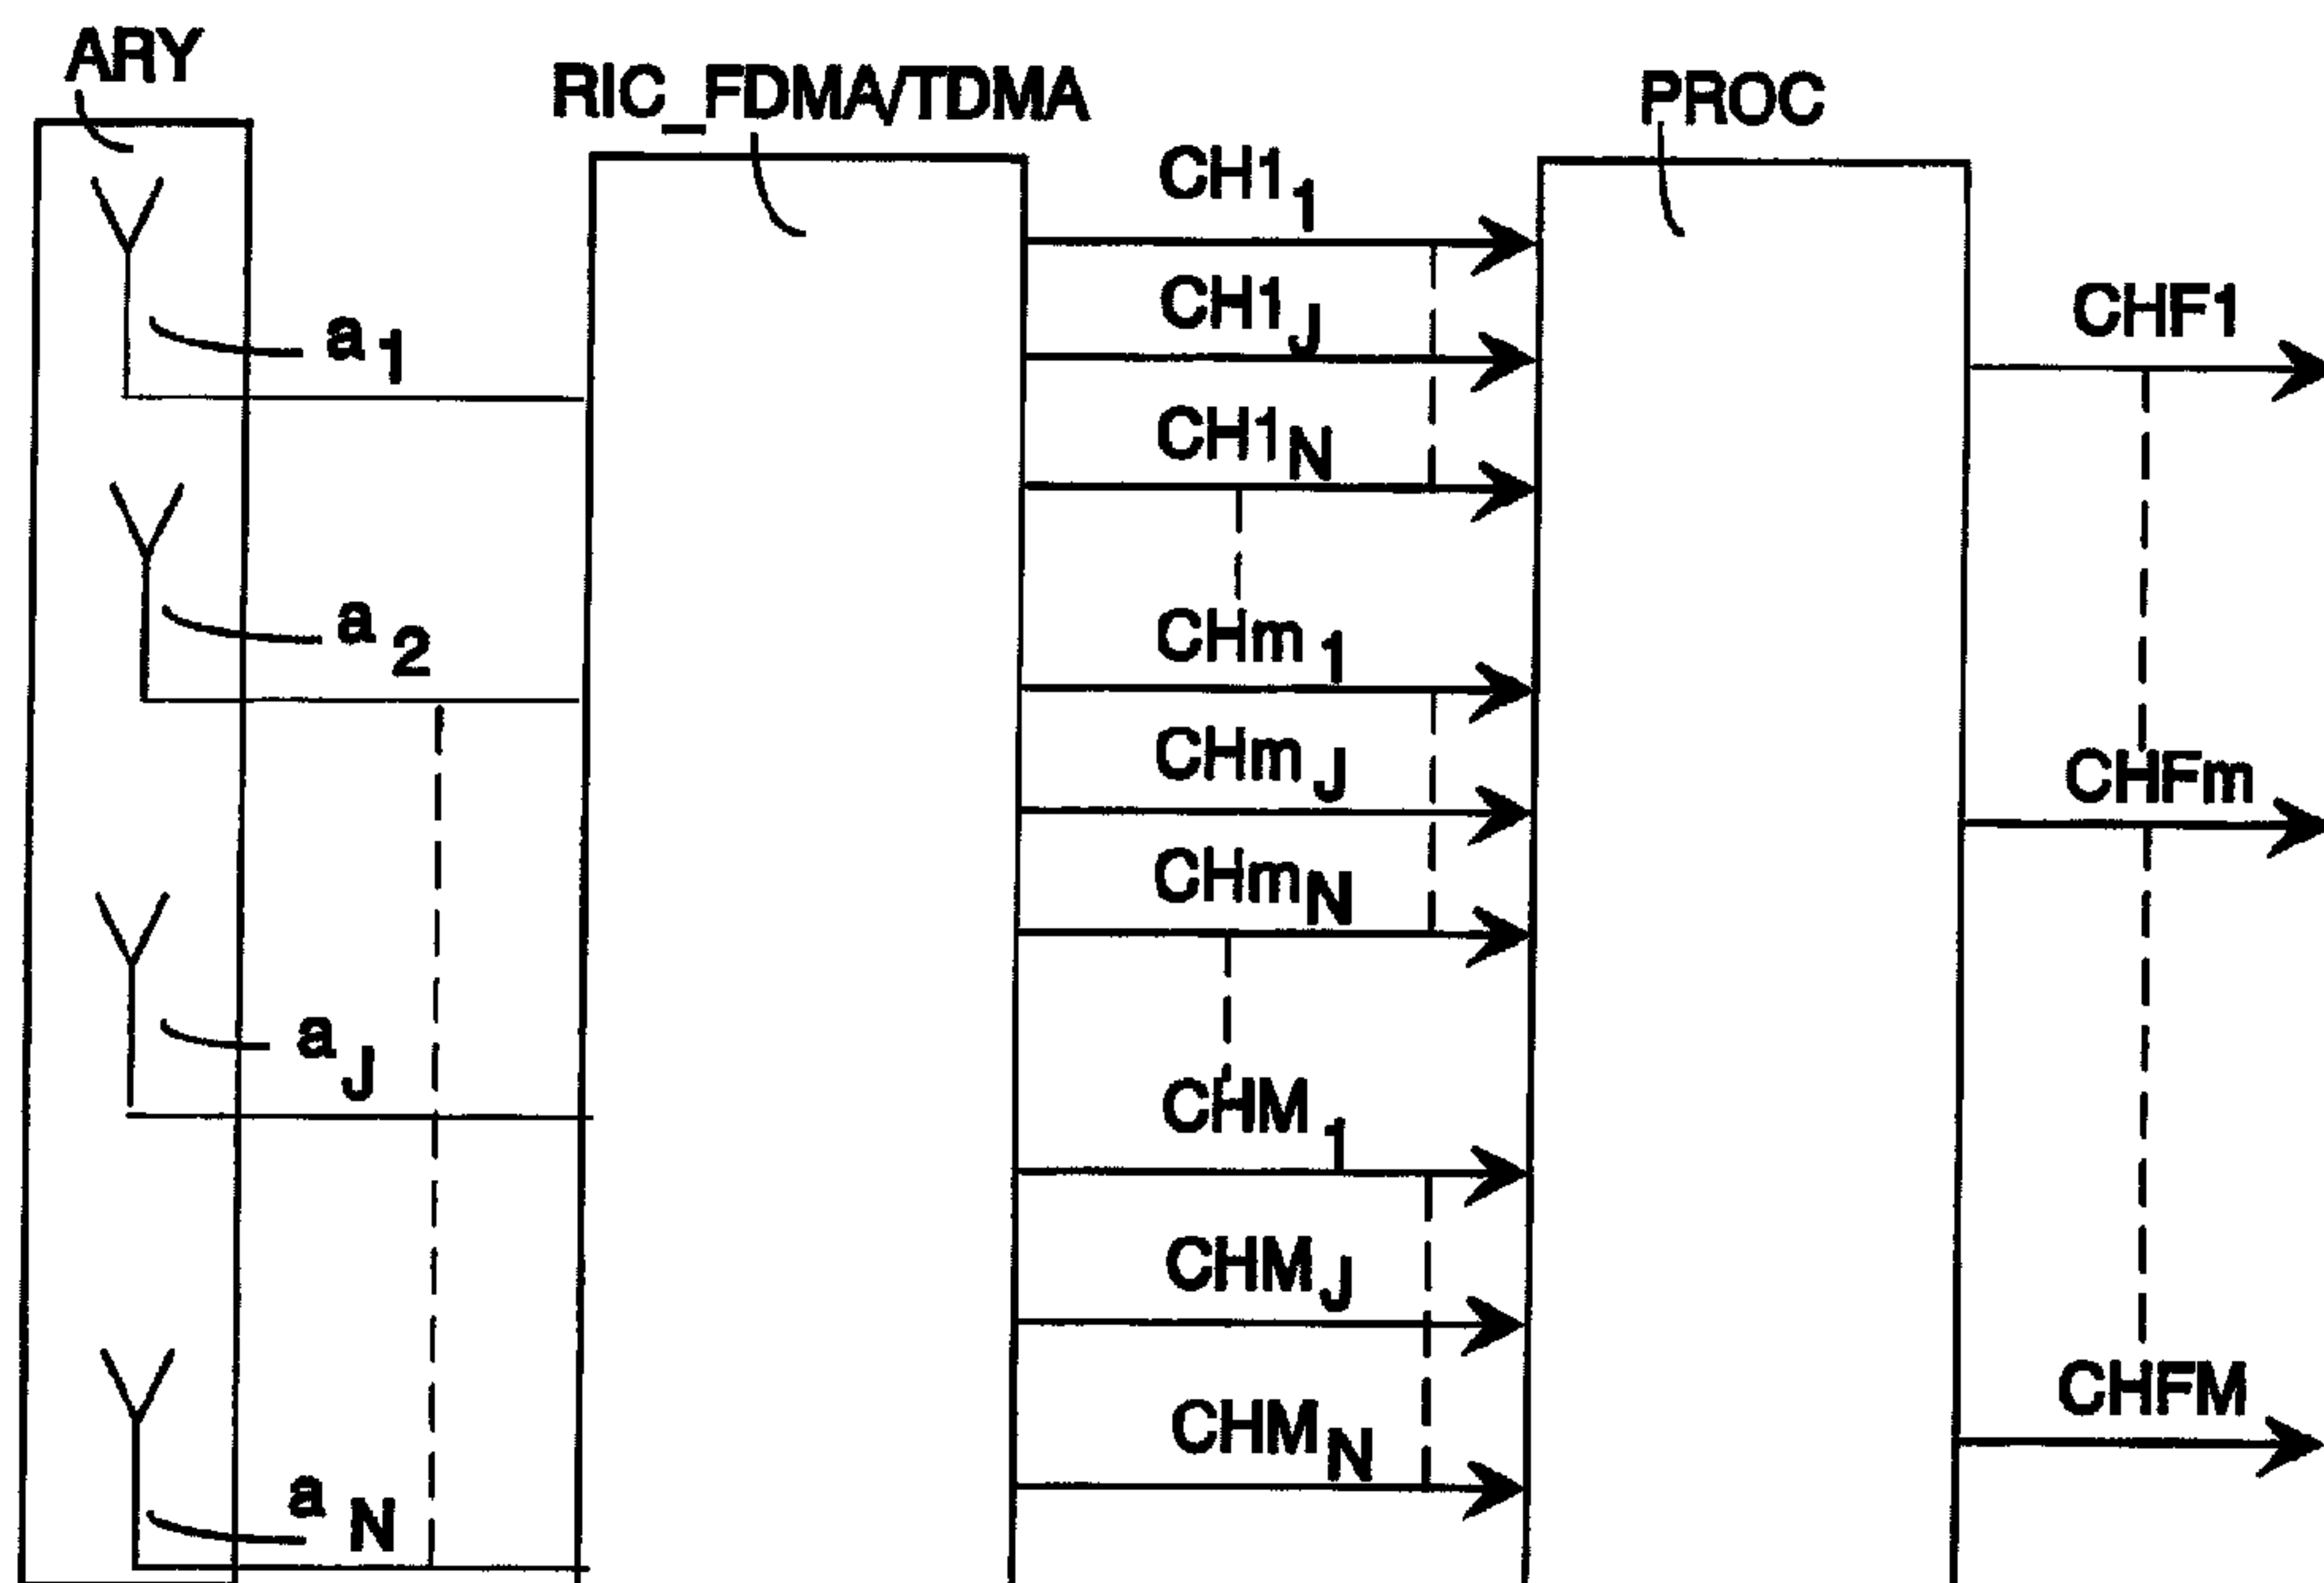 ARY
RIC_FDMA/TDMA
PROC
a1
a2
aJ
aN
CH11
CH1J
CH1N
CHm1
CHmJ
CHmN
CHM1
CHMJ
CHMN
CHF1
CHFm
CHFM